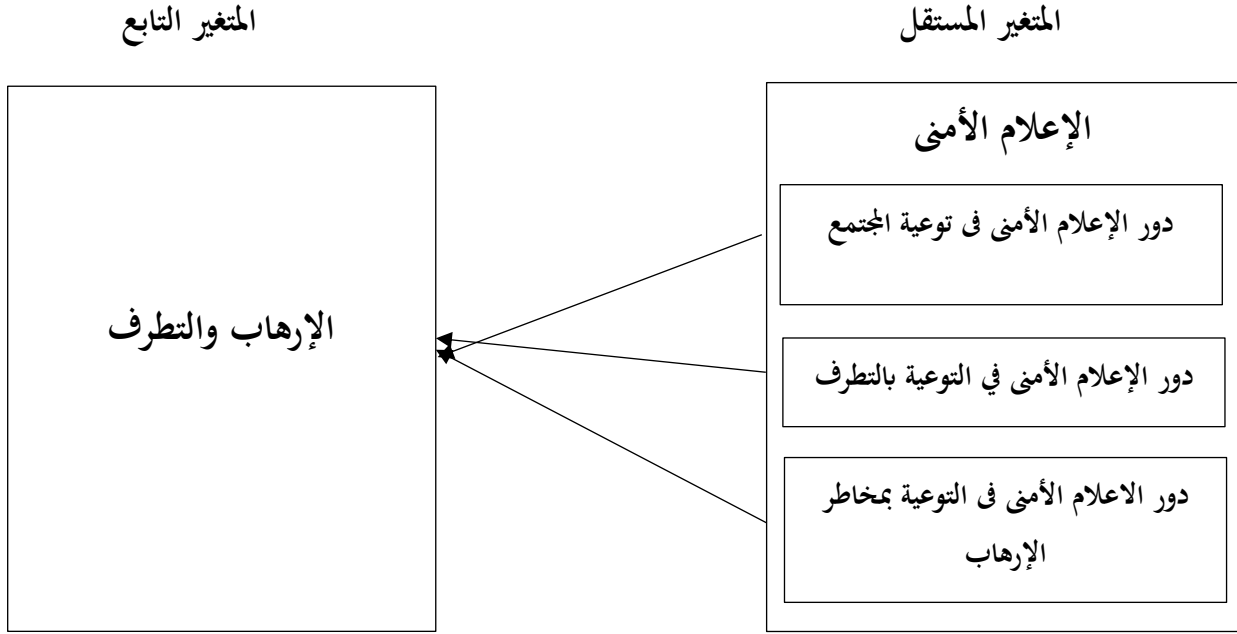 المتغير المستقل
المتغير التابع
الإعلام الأمنى
دور الإعلام الأمنى فى توعية المجتمع
دور الإعلام الأمنى في التوعية بالتطرف
دور الاعلام الأمنى فى التوعية بمخاطر
الإرهاب
الإرهاب والتطرف